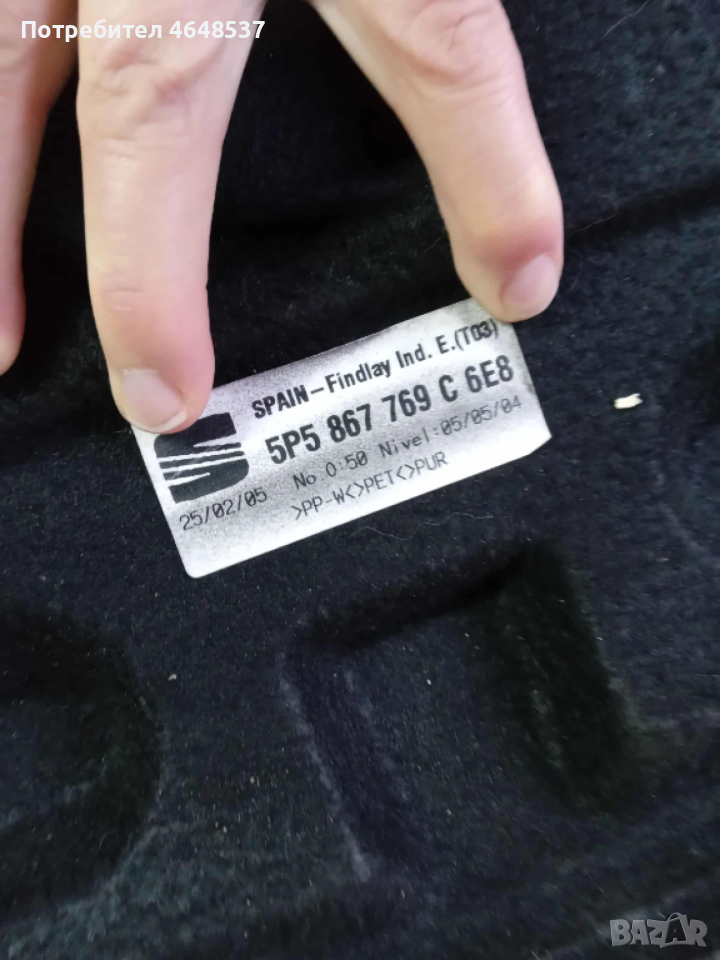 Потребител 4648537
SPAIN-Findlay Ind. E.(T03)
5P5 867 769 C 6E8
25/02/05 No.O:50 Nivel:05/05/04
>PP-W<>PET<>PUR
BAZAR